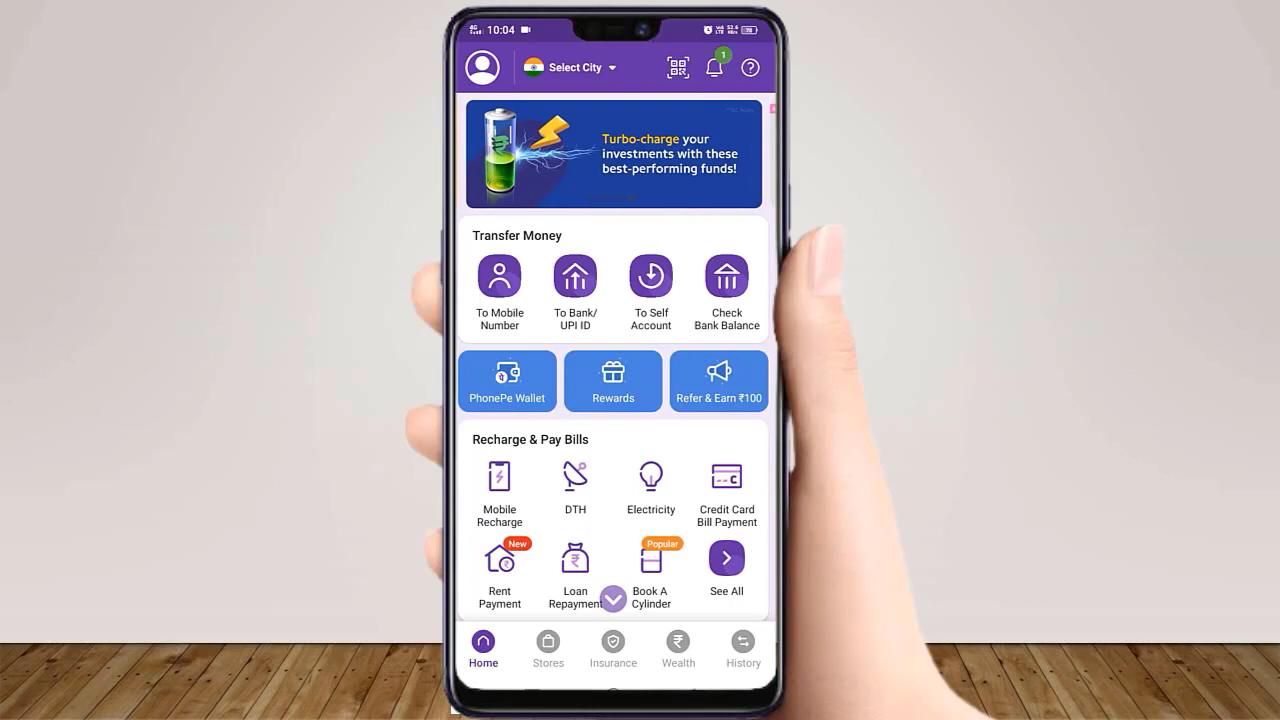 4G 10:04
VoWiFi
Select City
1
Turbo-charge your
investments with these
best-performing funds!
Transfer Money
To Mobile
Number
To Bank/
UPI ID
To Self
Account
Check
Bank Balance
PhonePe Wallet
Rewards
Refer & Earn ₹100
Recharge & Pay Bills
Mobile
Recharge
DTH
Electricity
Credit Card
Bill Payment
New
Rent
Payment
Loan
Repayment
Popular
Book A
Cylinder
See All
Home
Stores
Insurance
Wealth
History